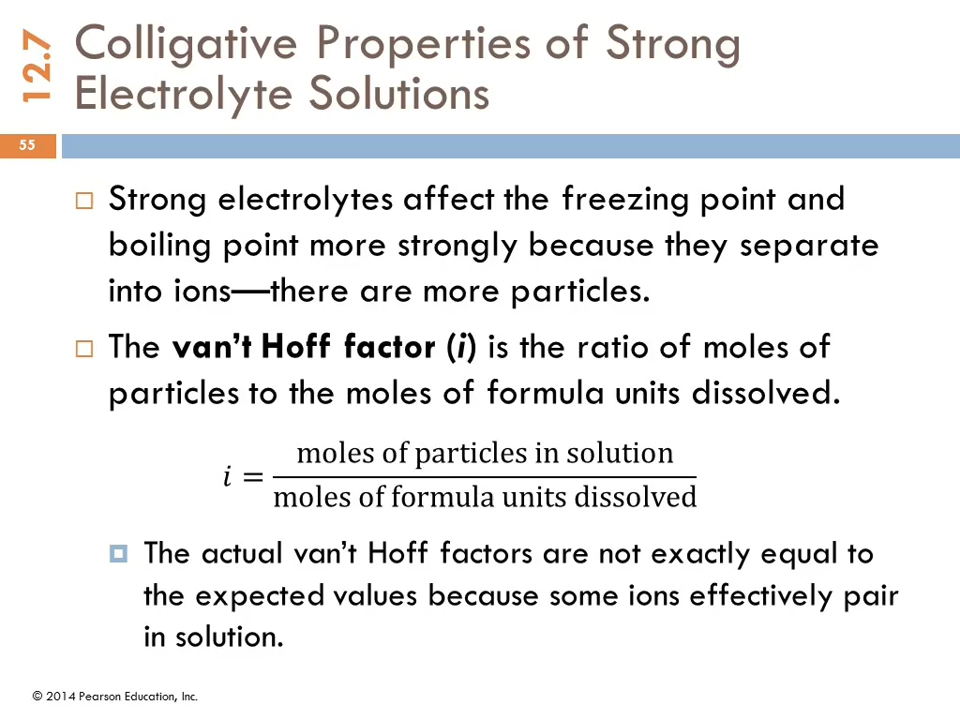 12.7
Colligative Properties of Strong
Electrolyte Solutions
55
Strong electrolytes affect the freezing point and
boiling point more strongly because they separate
into ions—there are more particles.
The van't Hoff factor (i) is the ratio of moles of
particles to the moles of formula units dissolved.
i = moles of particles in solution
moles of formula units dissolved
The actual van't Hoff factors are not exactly equal to
the expected values because some ions effectively pair
in solution.
© 2014 Pearson Education, Inc.